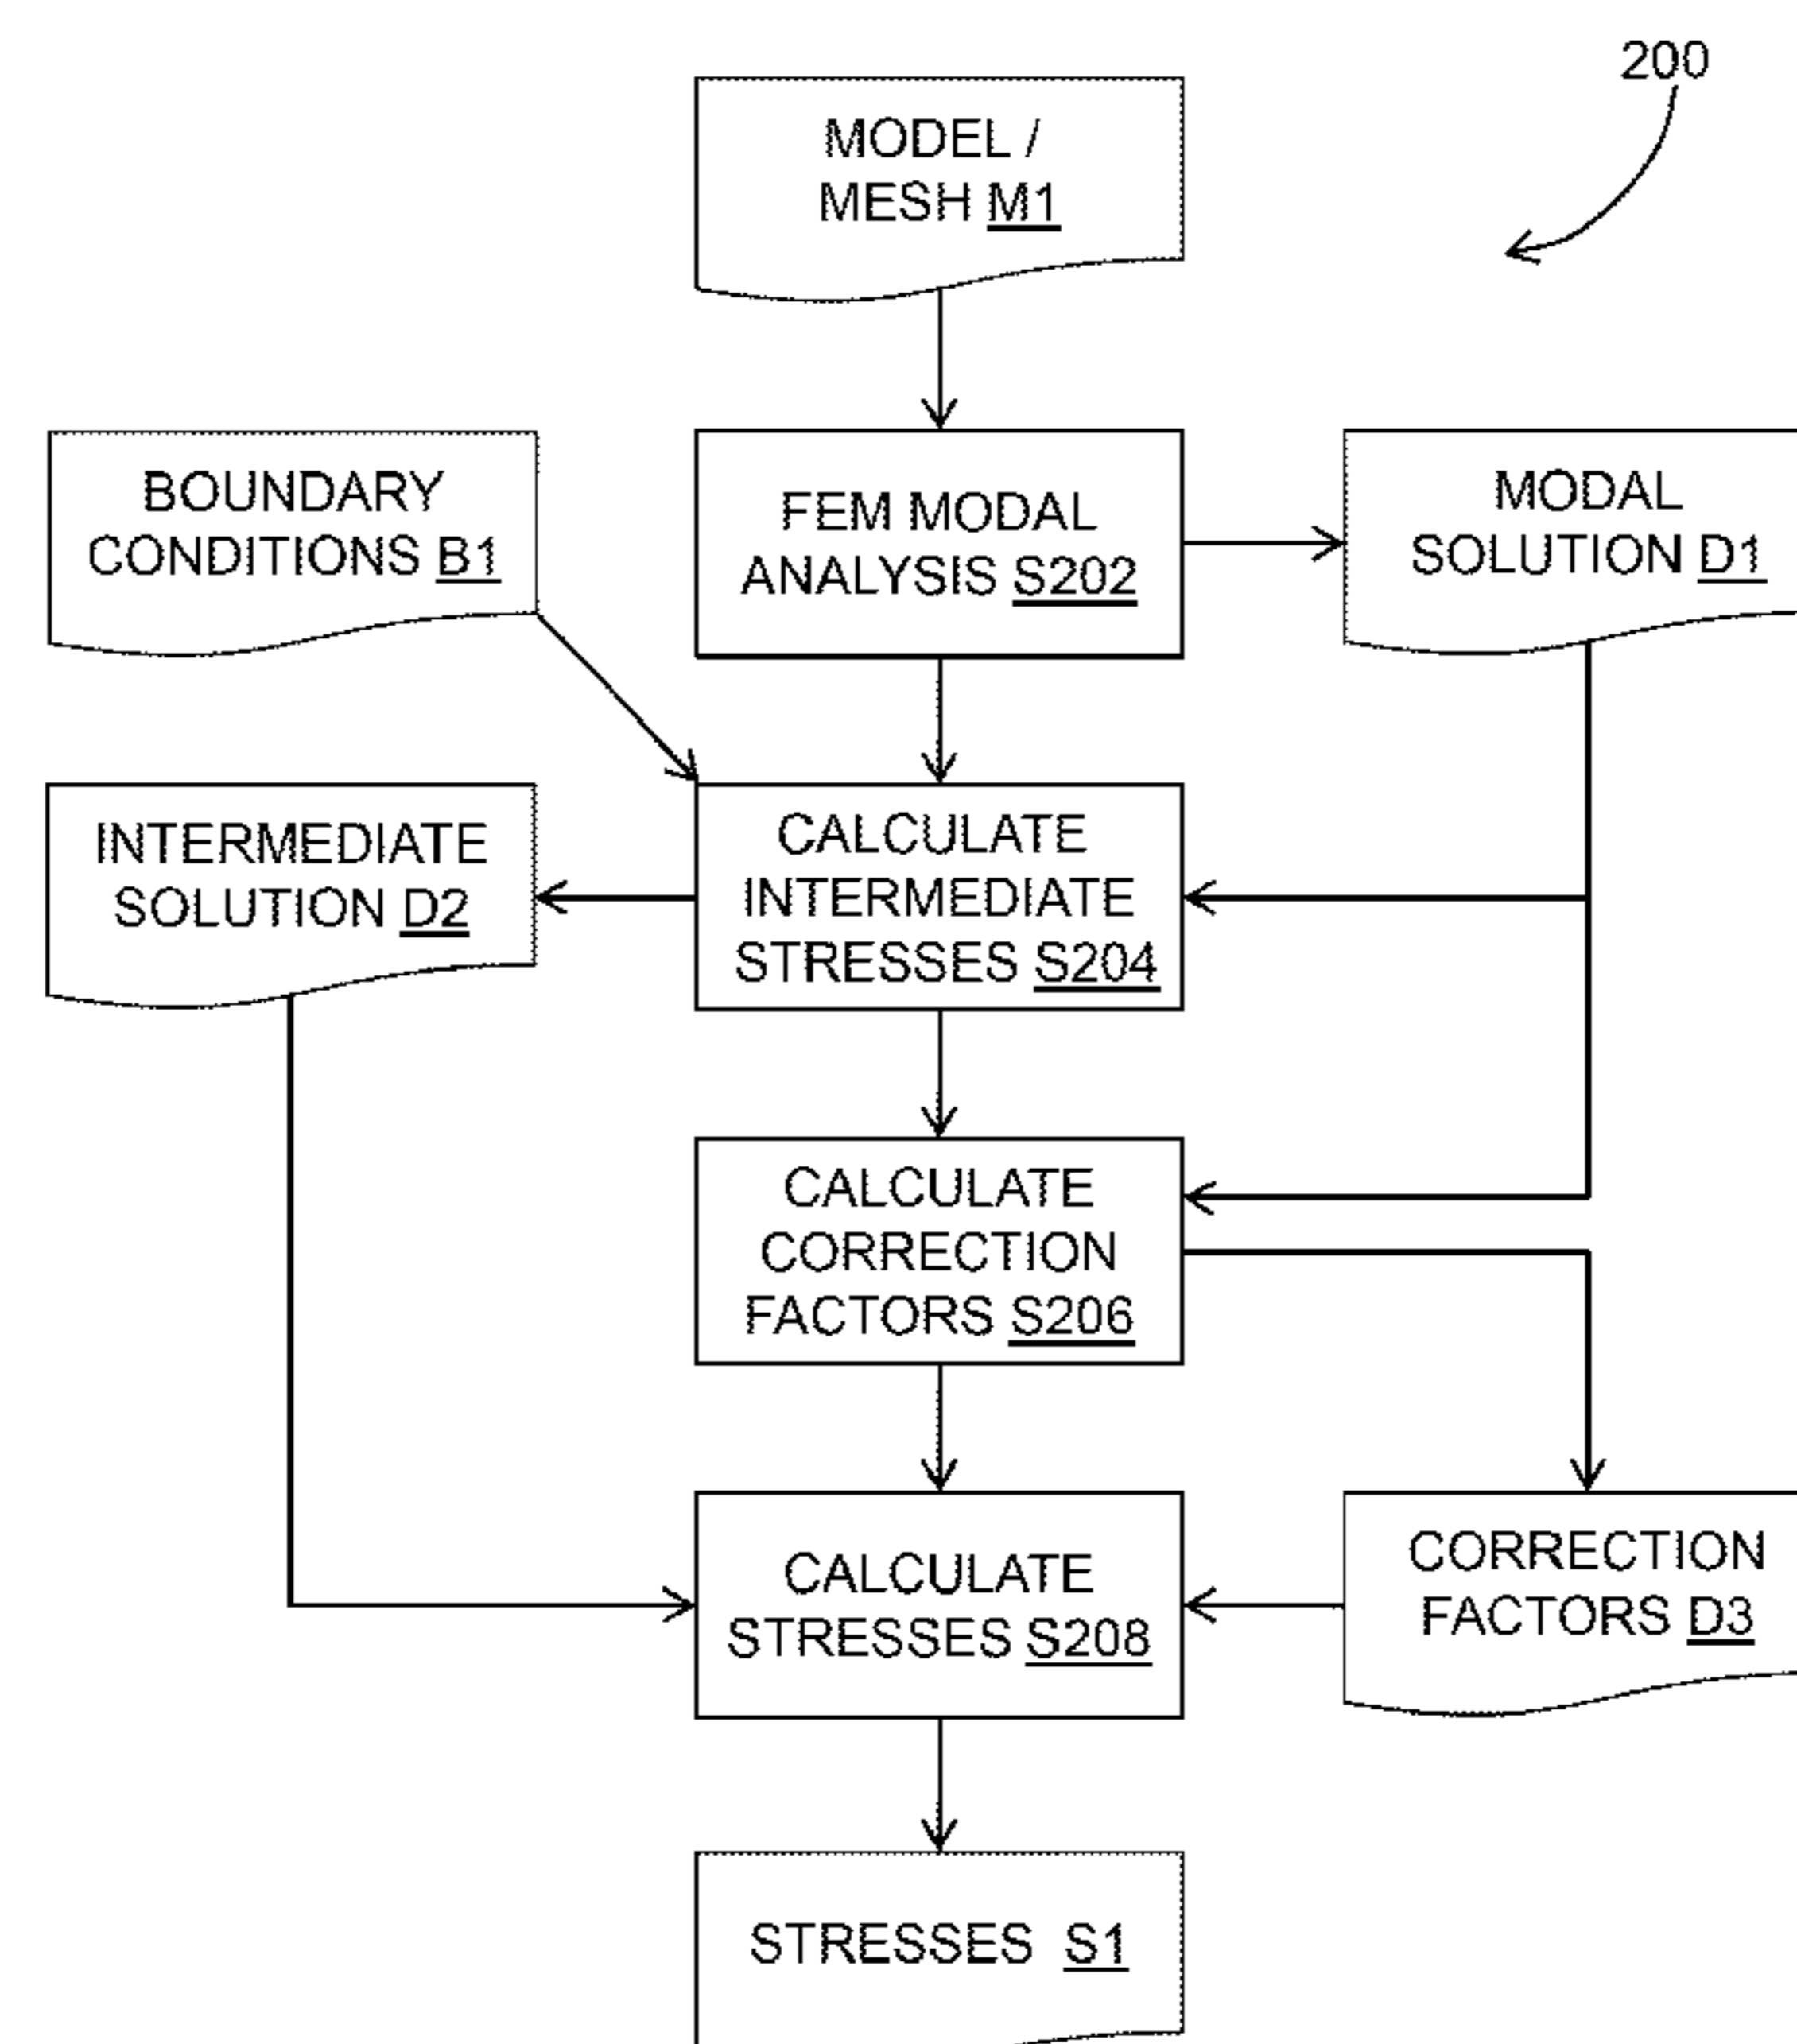 200
MODEL /
MESH M1
BOUNDARY
CONDITIONS B1
FEM MODAL
ANALYSIS S202
MODAL
SOLUTION D1
INTERMEDIATE
SOLUTION D2
CALCULATE
INTERMEDIATE
STRESSES S204
CALCULATE
CORRECTION
FACTORS S206
CALCULATE
STRESSES S208
CORRECTION
FACTORS D3
STRESSES S1